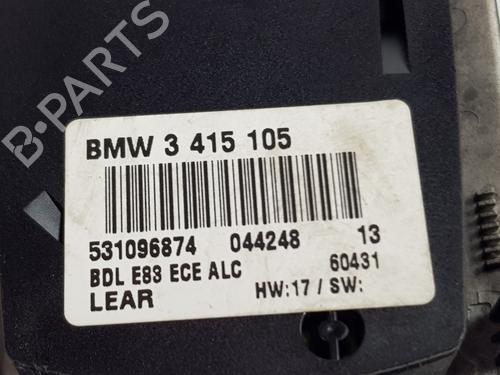 B-PARTS
BMW 3 415 105
531096874 044248 13
BDL E83 ECE ALC 60431
LEAR HW:17 / SW: